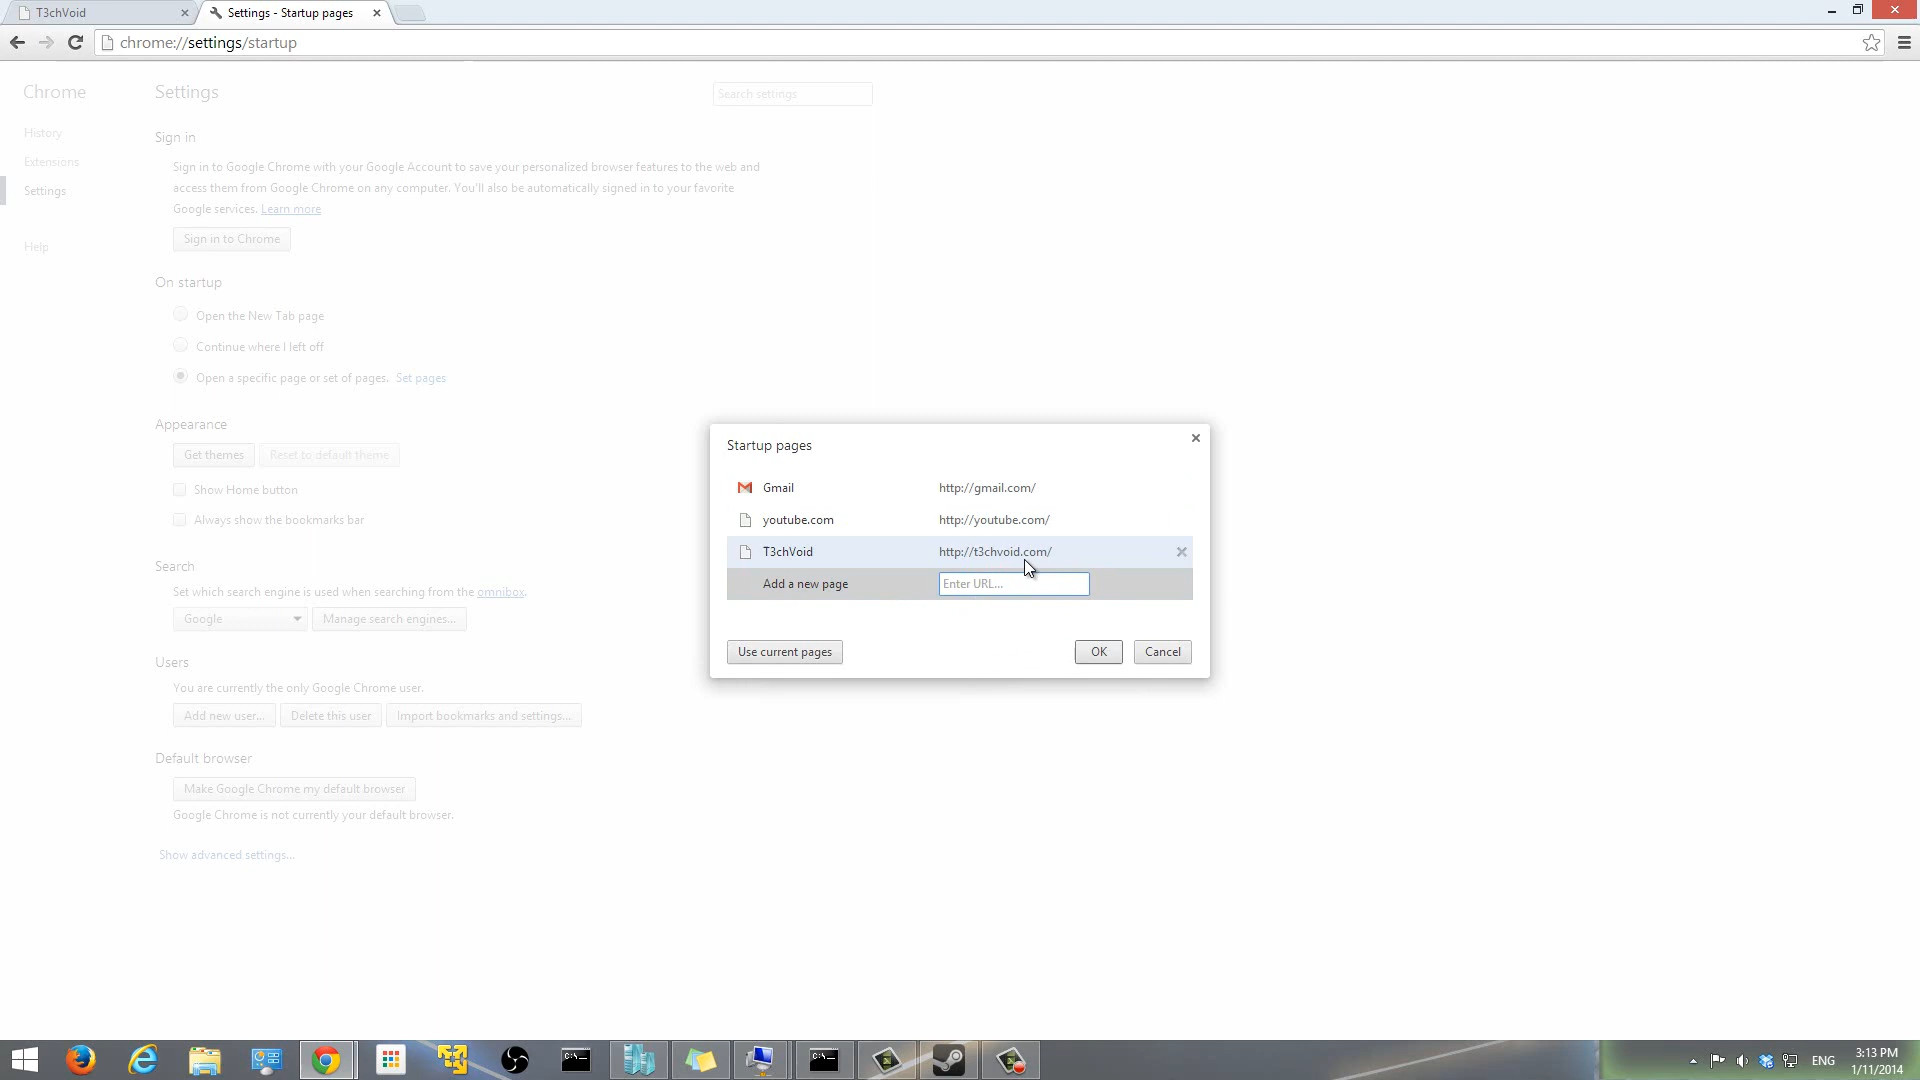 T3chVoid
Settings - Startup pages
chrome://settings/startup
Chrome
Settings
Search settings
History
Extensions
Settings
Help
Sign in
Sign in to Google Chrome with your Google Account to save your personalized browser features to the web and
access them from Google Chrome on any computer. You'll also be automatically signed in to your favorite
Google services. Learn more
Sign in to Chrome
On startup
Open the New Tab page
Continue where I left off
Open a specific page or set of pages. Set pages
Appearance
Get themes
Reset to default theme
Show Home button
Always show the bookmarks bar
Search
Set which search engine is used when searching from the omnibox.
Google
Manage search engines...
Users
You are currently the only Google Chrome user.
Add new user...
Delete this user
Import bookmarks and settings...
Default browser
Make Google Chrome my default browser
Google Chrome is not currently your default browser.
Show advanced settings...
Startup pages
Gmail http://gmail.com/
youtube.com http://youtube.com/
T3chVoid http://t3chvoid.com/
Add a new page Enter URL...
Use current pages
OK
Cancel
C:\_
C:\_
ENG
3:13 PM
1/11/2014